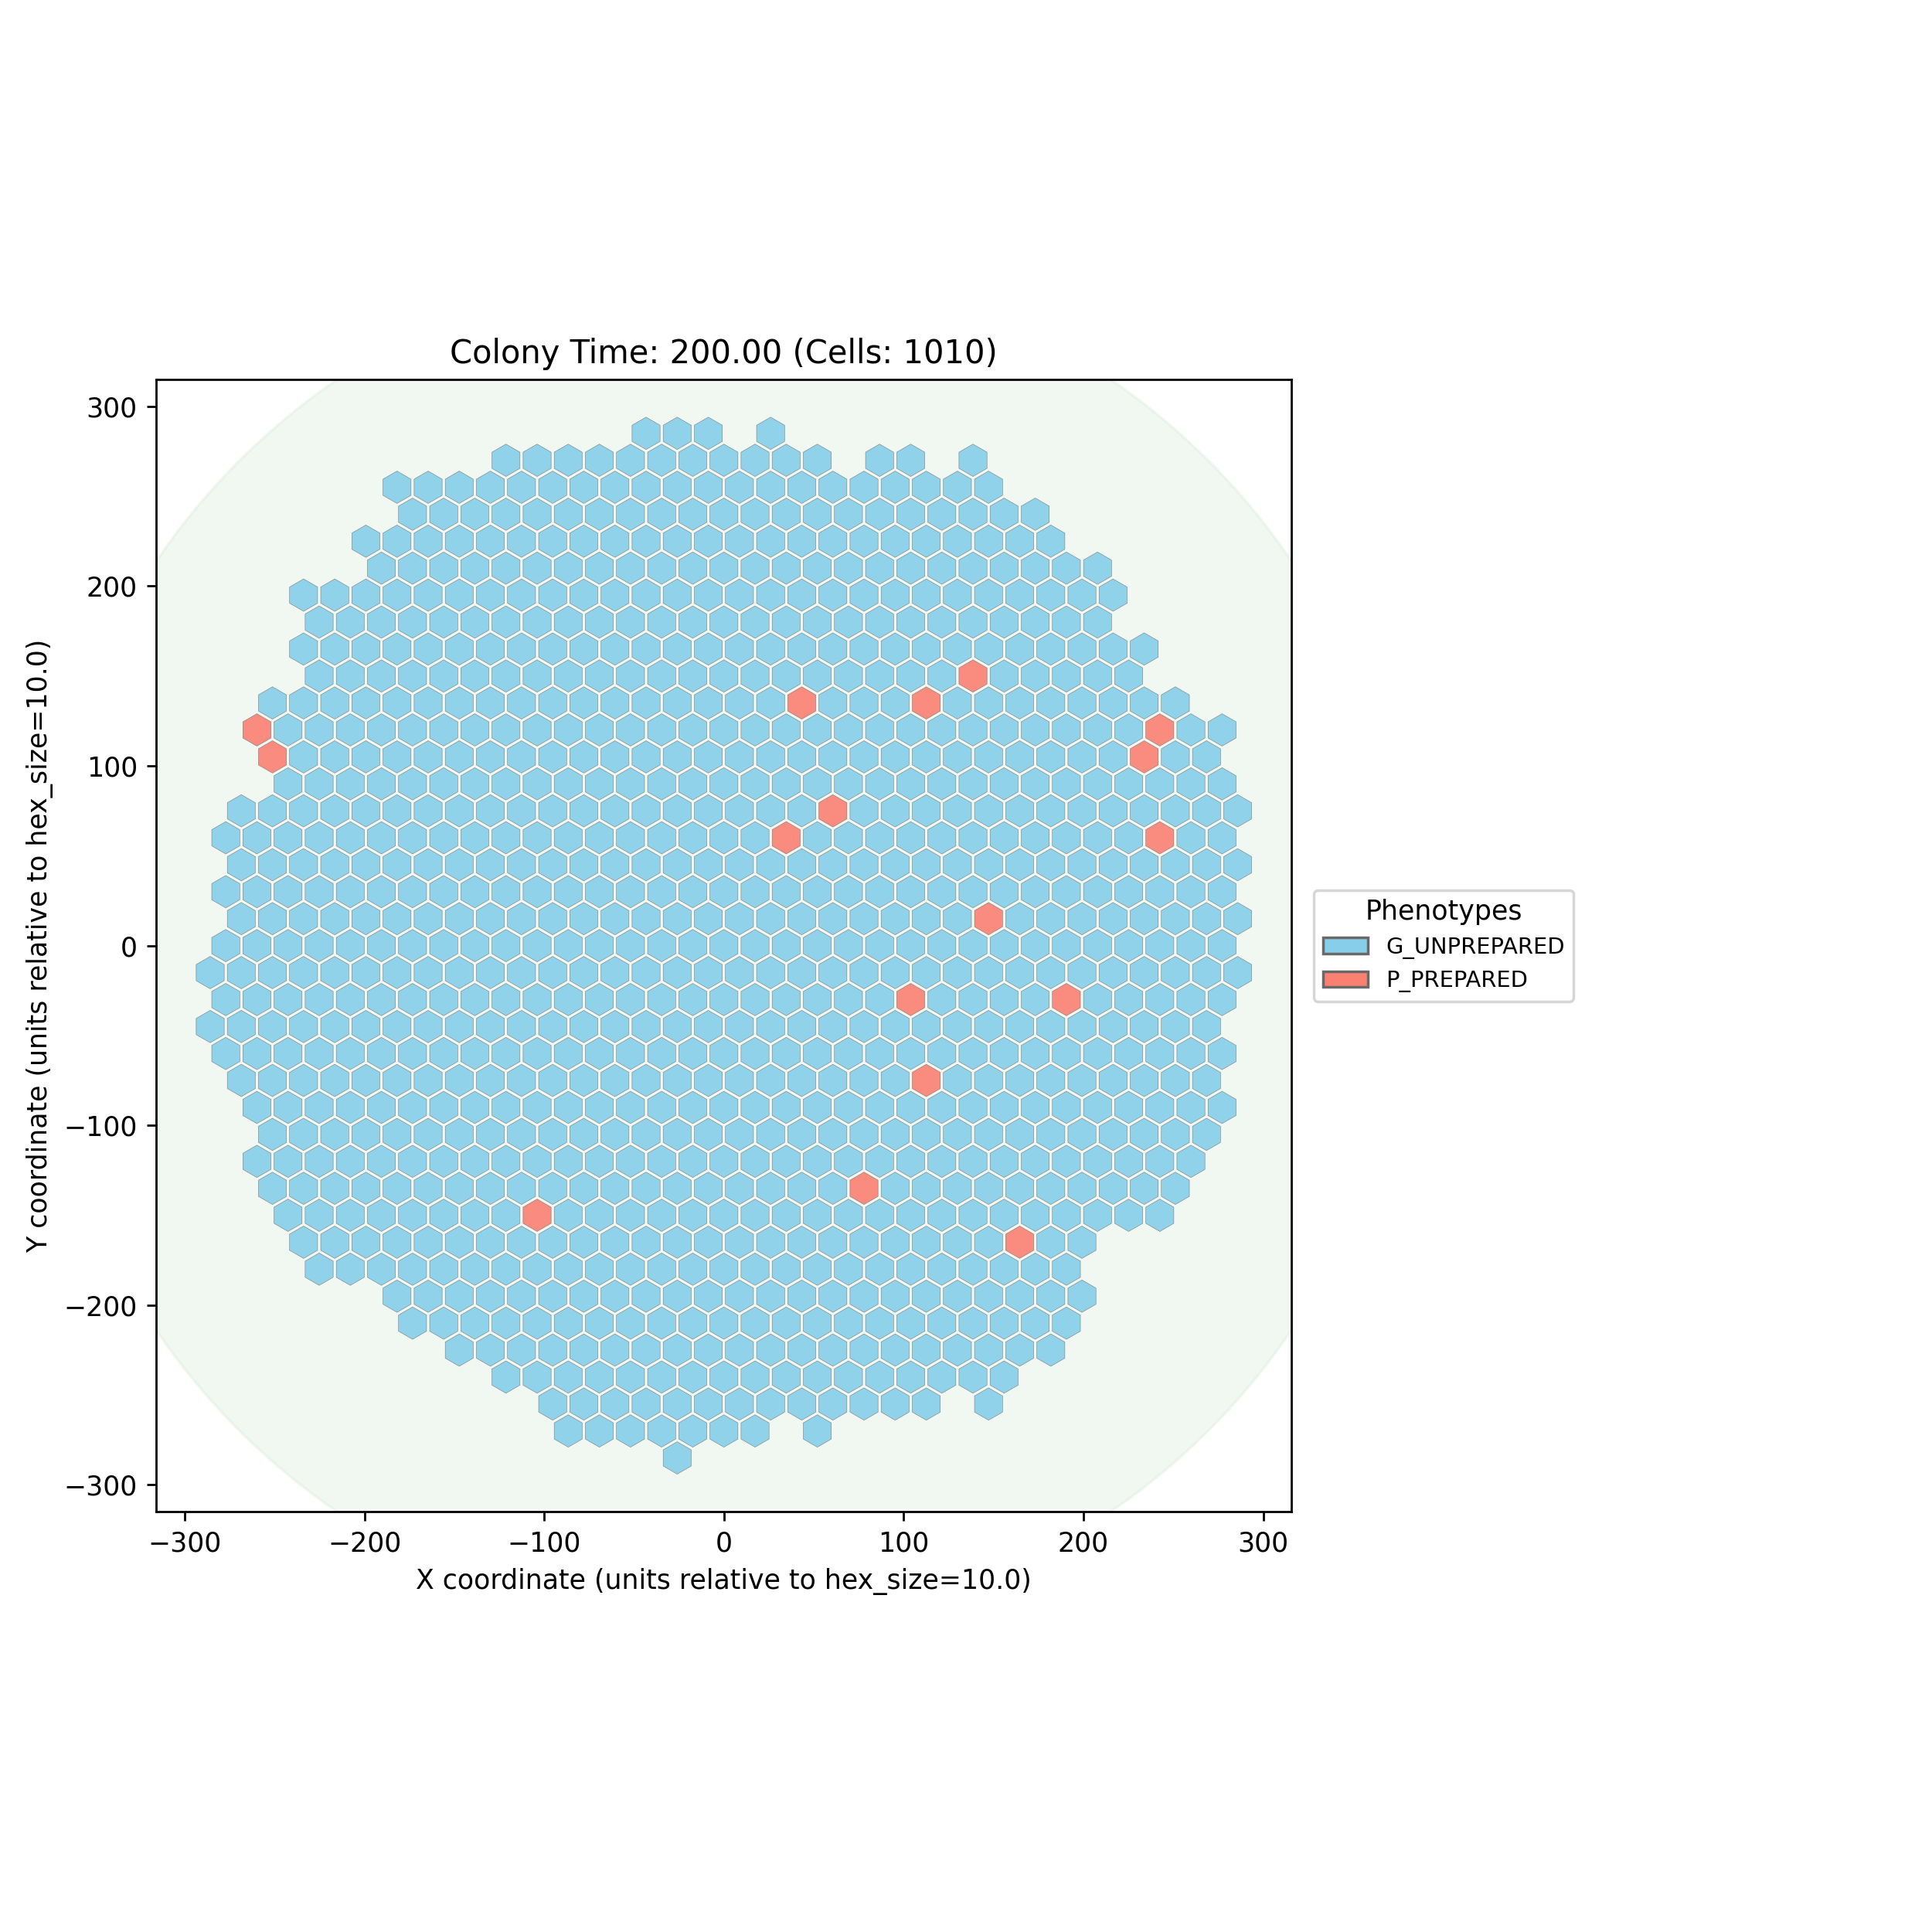 Colony Time: 200.00 (Cells: 1010)
300
200
100
0
−100
−200
−300
Y coordinate (units relative to hex_size=10.0)
−300 −200 −100 0 100 200 300
X coordinate (units relative to hex_size=10.0)
Phenotypes
G_UNPREPARED
P_PREPARED